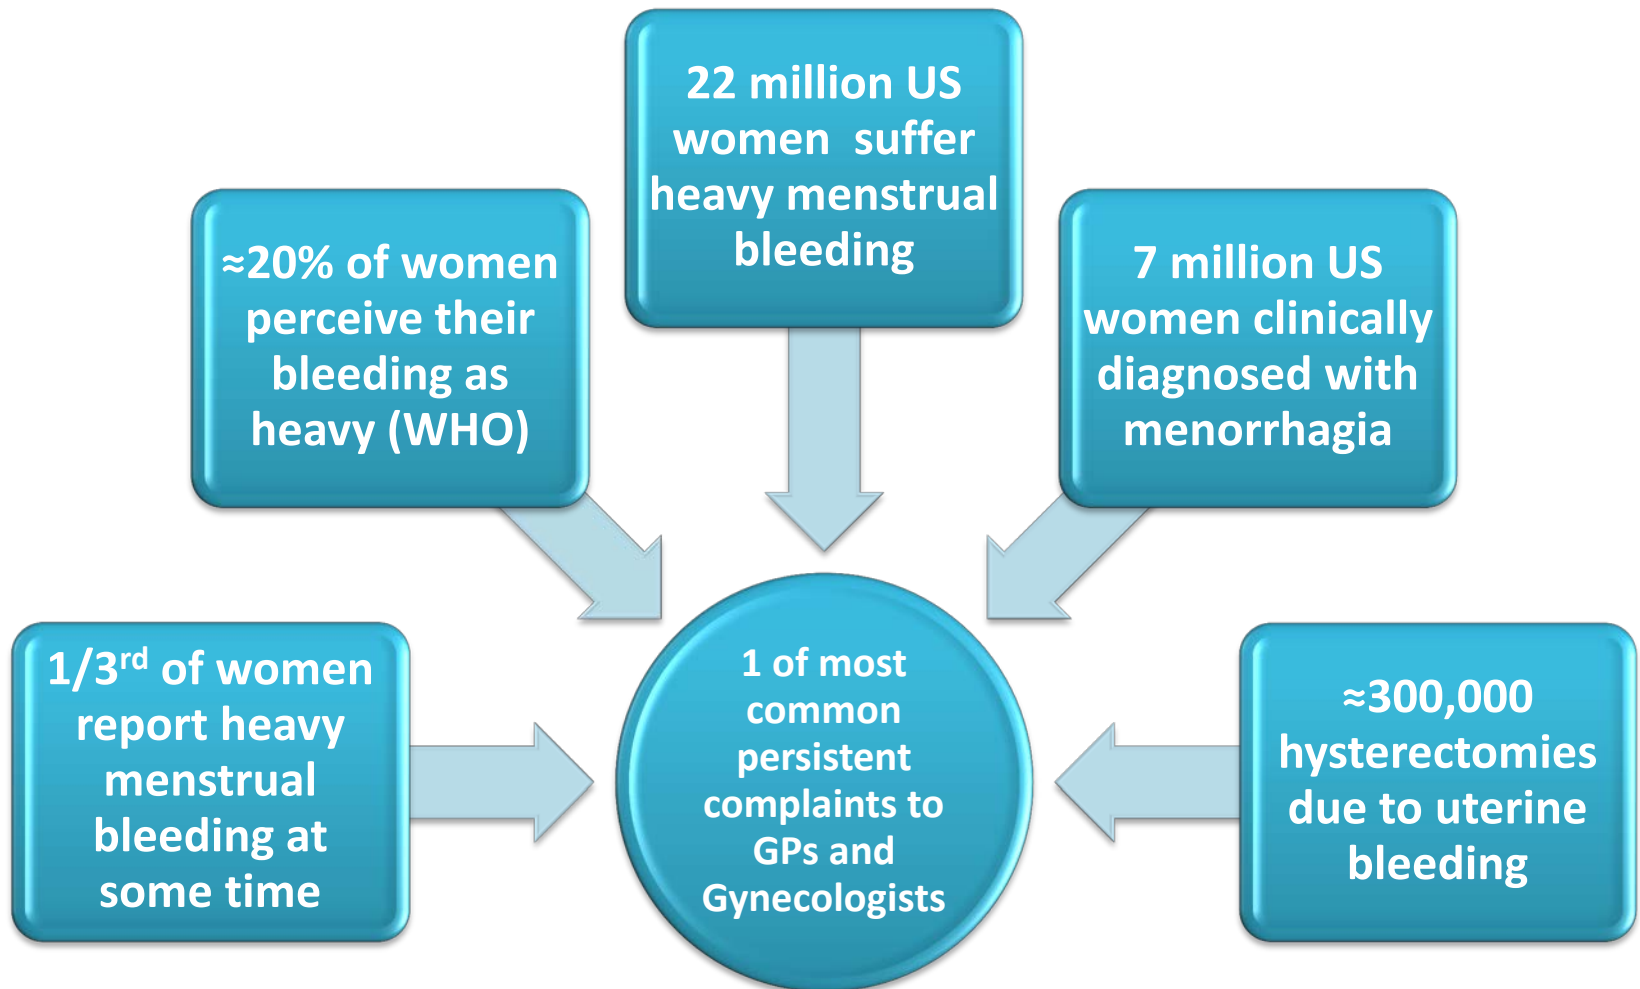 22 million US
women  suffer
heavy menstrual
bleeding
≈20% of women
perceive their
bleeding as
heavy (WHO)
7 million US
women clinically
diagnosed with
menorrhagia
1/3rd of women
report heavy
menstrual
bleeding at
some time
1 of most
common
persistent
complaints to
GPs and
Gynecologists
≈300,000
hysterectomies
due to uterine
bleeding